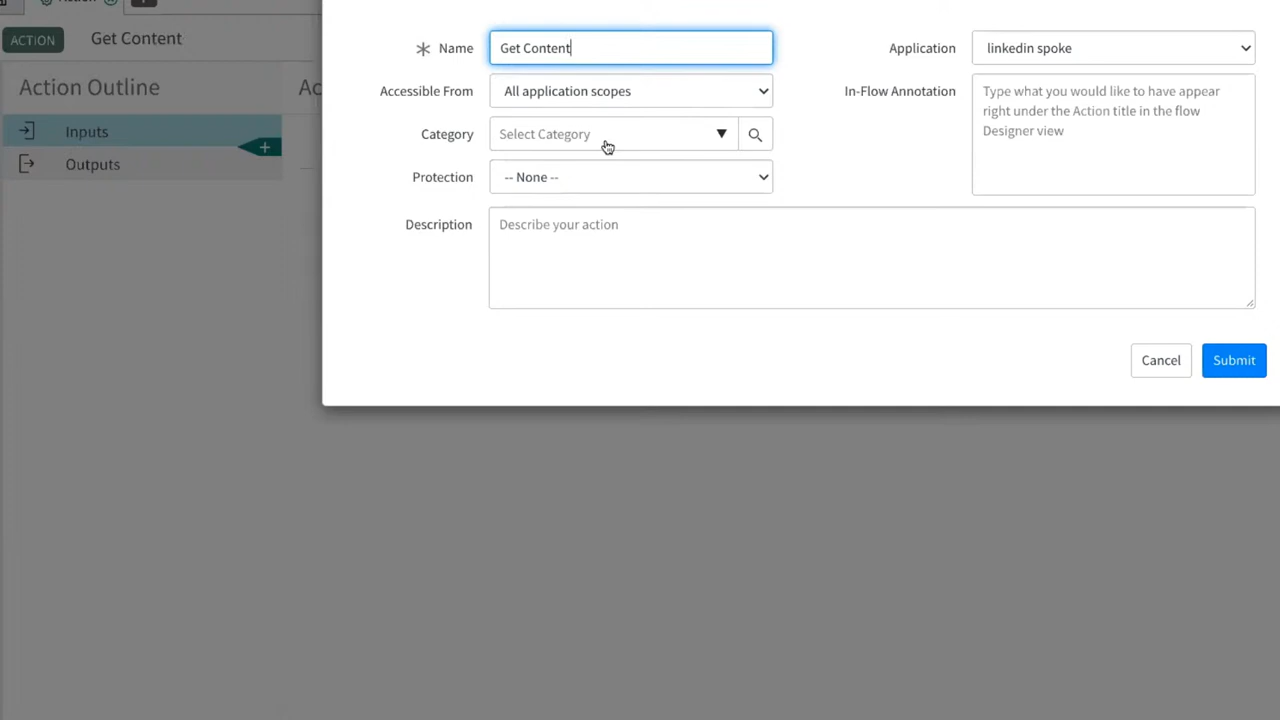 Action
ACTION
Get Content
Action Outline
Ac
Inputs
Outputs
Name
Get Content
Application
linkedin spoke
Accessible From
All application scopes
In-Flow Annotation
Type what you would like to have appear
right under the Action title in the flow
Designer view
Category
Select Category
Protection
-- None --
Description
Describe your action
Cancel
Submit